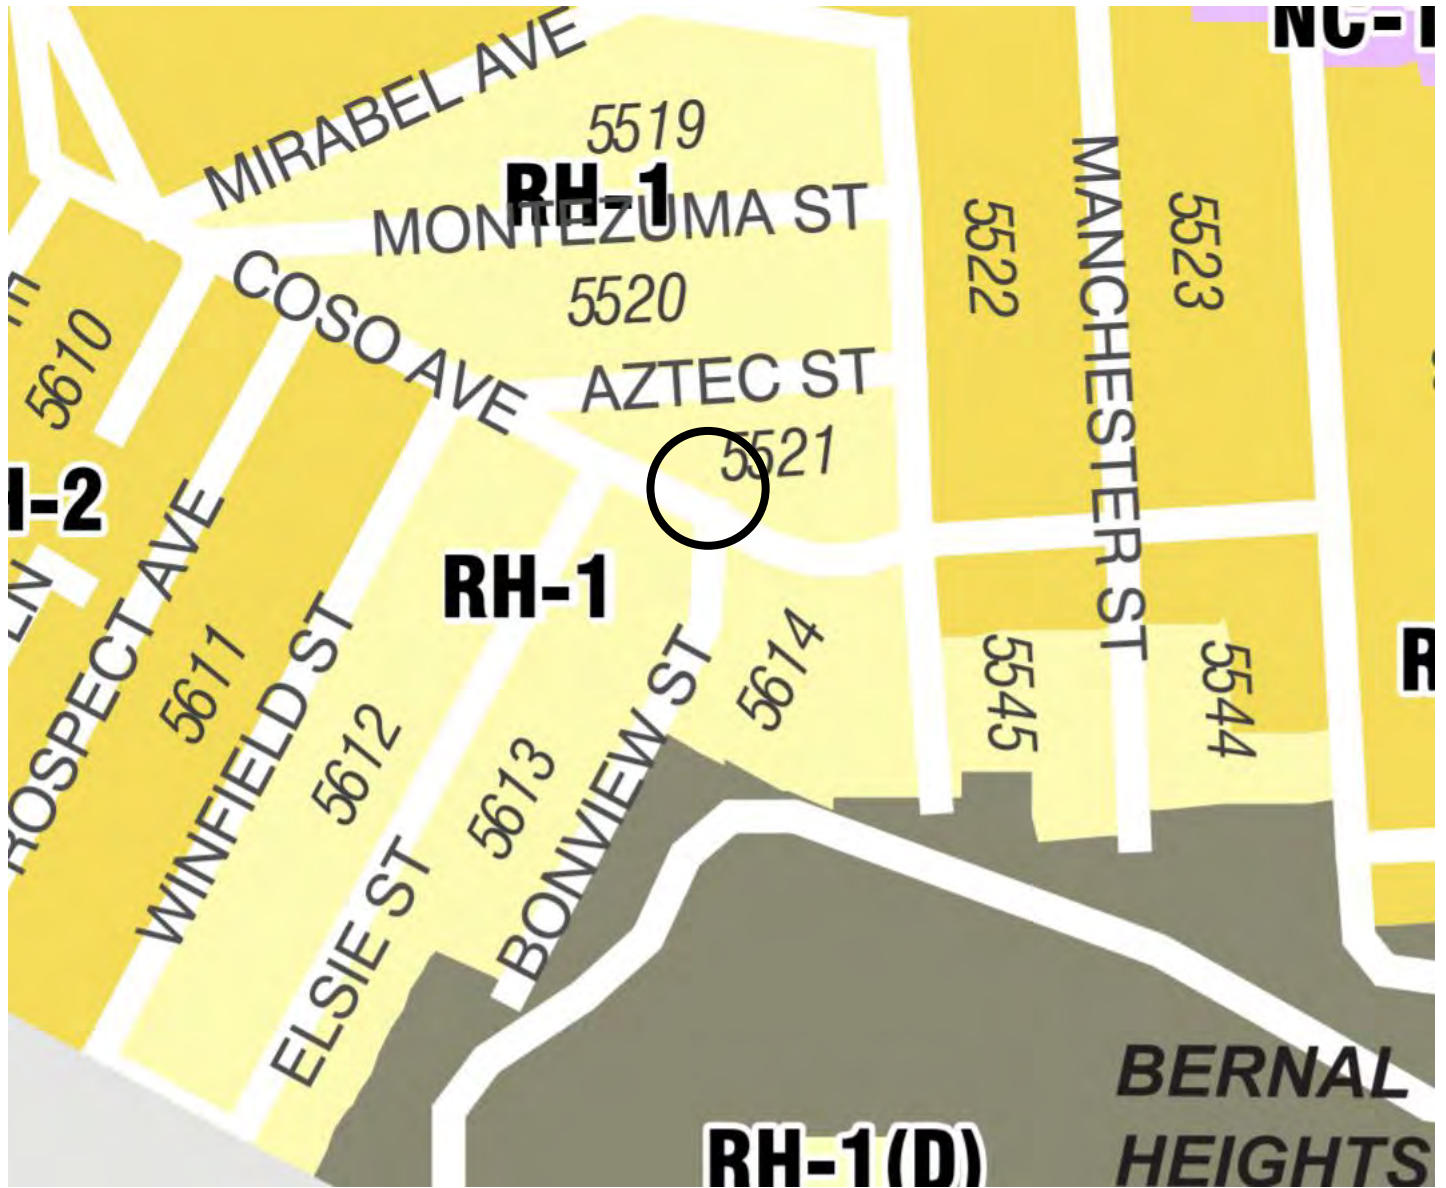 NC-1
MIRABEL AVE
5519
RH-1
MONTEZUMA ST
MANCHESTER ST
5522
5523
COSO AVE
5520
5610
AZTEC ST
5521
H-2
RH-1
PROSPECT AVE
5611
WINFIELD ST
5612
ELSIE ST
5613
BONVIEW ST
5614
5545
5544
R
LN
BERNAL
HEIGHTS
RH-1(D)